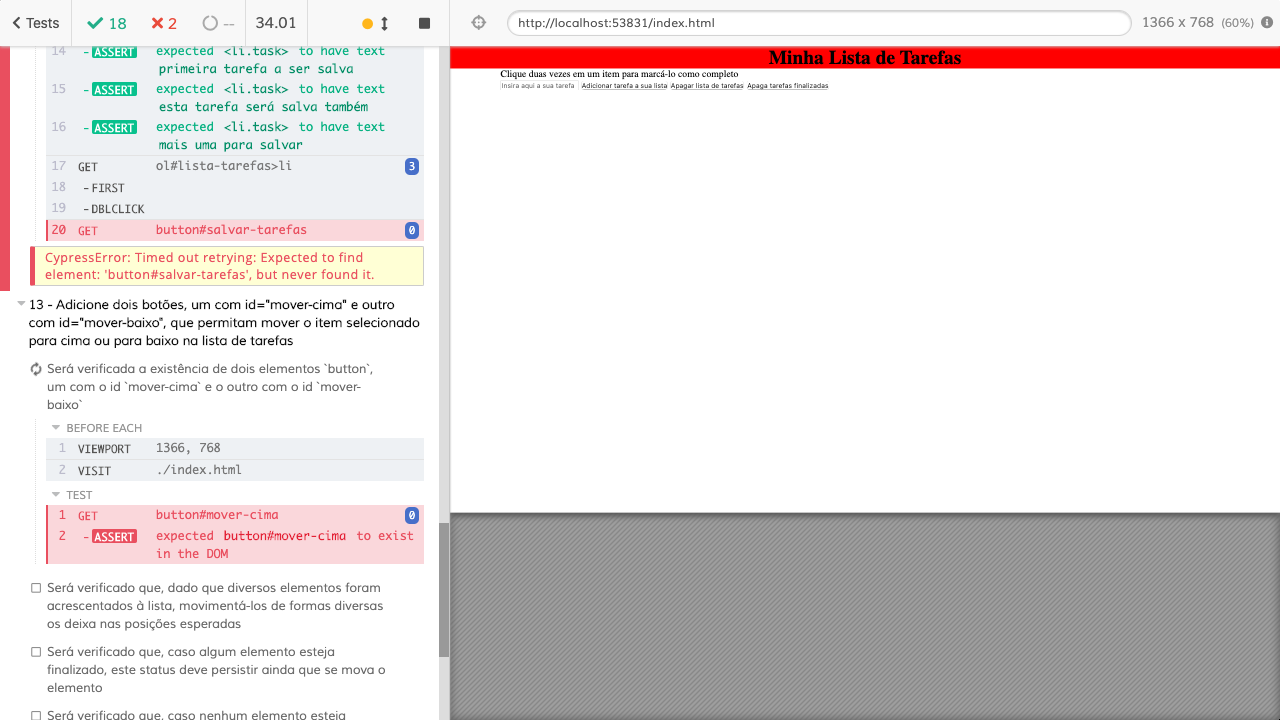 Tests
18
2
--
34.01
http://localhost:53831/index.html
1366 x 768 (60%)
14 -ASSERT expected <li.task> to have text
primeira tarefa a ser salva
15 -ASSERT expected <li.task> to have text
esta tarefa será salva também
16 -ASSERT expected <li.task> to have text
mais uma para salvar
17 GET ol#lista-tarefas>li 3
18 -FIRST
19 -DBLCLICK
20 GET button#salvar-tarefas 0
CypressError: Timed out retrying: Expected to find
element: 'button#salvar-tarefas', but never found it.
13 - Adicione dois botões, um com id="mover-cima" e outro
com id="mover-baixo", que permitam mover o item selecionado
para cima ou para baixo na lista de tarefas
Será verificada a existência de dois elementos `button`,
um com o id `mover-cima` e o outro com o id `mover-
baixo`
BEFORE EACH
1 VIEWPORT 1366, 768
2 VISIT ./index.html
TEST
1 GET button#mover-cima 0
2 -ASSERT expected button#mover-cima to exist
in the DOM
Será verificado que, dado que diversos elementos foram
acrescentados à lista, movimentá-los de formas diversas
os deixa nas posições esperadas
Será verificado que, caso algum elemento esteja
finalizado, este status deve persistir ainda que se mova o
elemento
Será verificado que, caso nenhum elemento esteja
Minha Lista de Tarefas
Clique duas vezes em um item para marcá-lo como completo
Insira aqui a sua tarefa Adicionar tarefa a sua lista Apagar lista de tarefas Apaga tarefas finalizadas